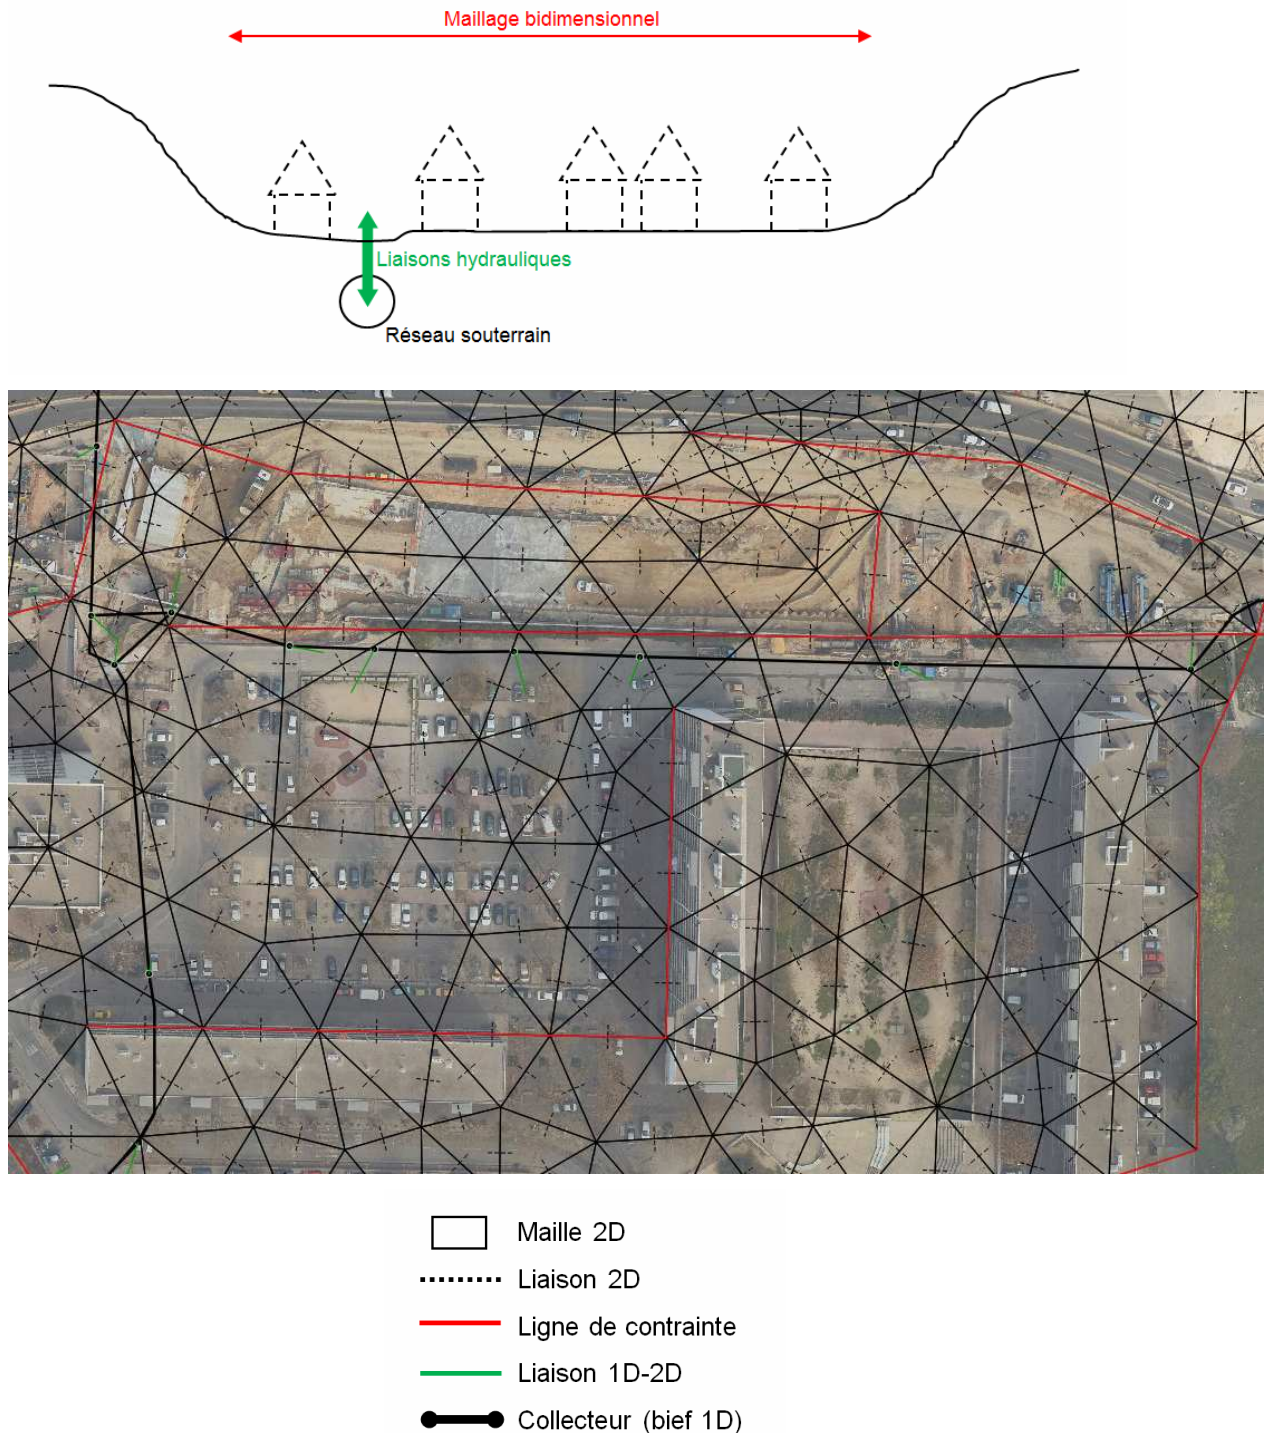 Maillage bidimensionnel
Liaisons hydrauliques
Réseau souterrain
Maille 2D
Liaison 2D
Ligne de contrainte
Liaison 1D-2D
Collecteur (bief 1D)